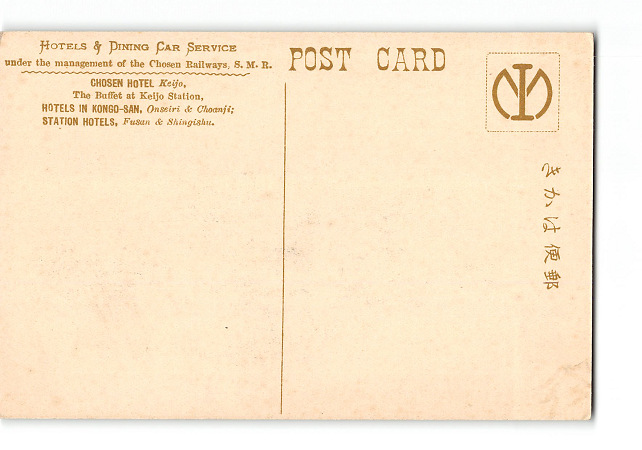 HOTELS & DINING CAR SERVICE
under the management of the Chosen Railways, S. M. R.
CHOSEN HOTEL Keijo,
The Buffet at Keijo Station,
HOTELS IN KONGO-SAN, Onseiri & Choanji;
STATION HOTELS, Fusan & Shingishu.
POST CARD
きかは便郵